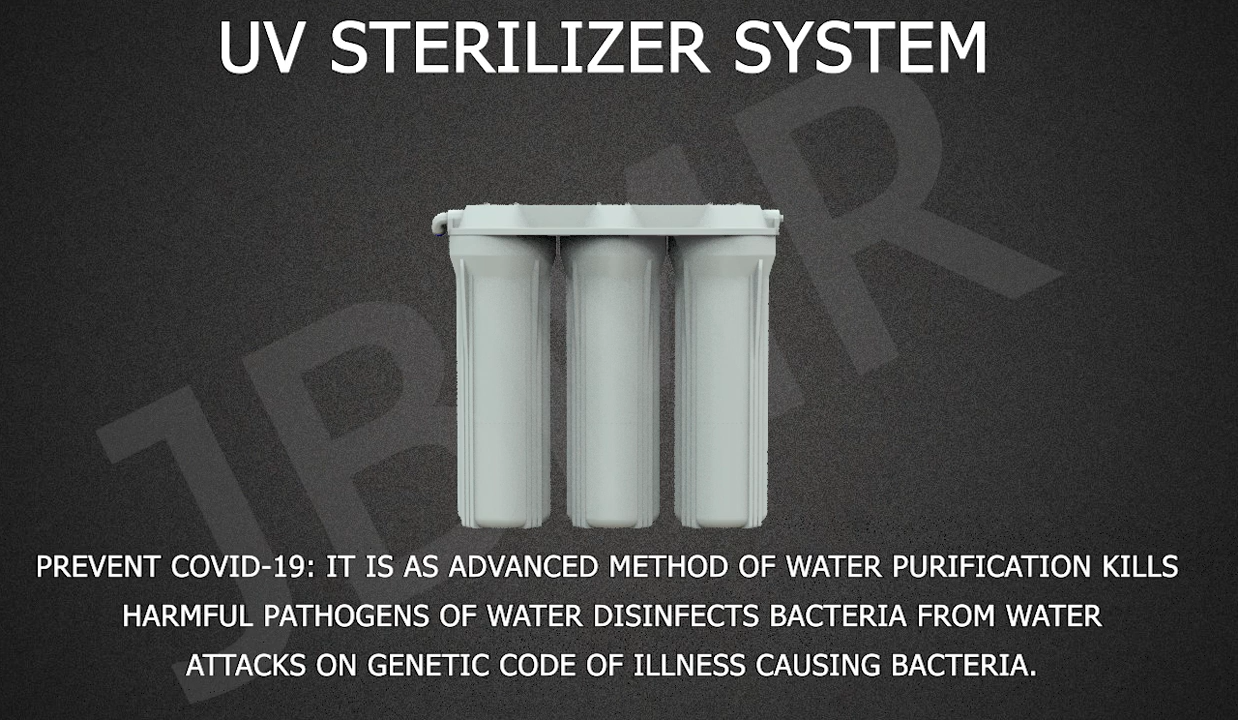 UV STERILIZER SYSTEM
JBMR
PREVENT COVID-19: IT IS AS ADVANCED METHOD OF WATER PURIFICATION KILLS
HARMFUL PATHOGENS OF WATER DISINFECTS BACTERIA FROM WATER
ATTACKS ON GENETIC CODE OF ILLNESS CAUSING BACTERIA.